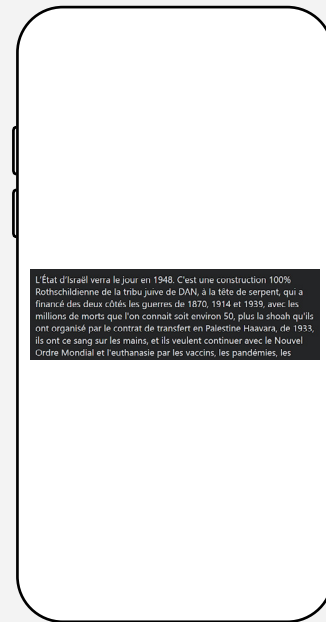 L'État d'Israël verra le jour en 1948. C'est une construction 100%
Rothschildienne de la tribu juive de DAN, à la tête de serpent, qui a
financé des deux côtés les guerres de 1870, 1914 et 1939, avec les
millions de morts que l'on connait soit environ 50, plus la shoah qu'ils
ont organisé par le contrat de transfert en Palestine Haavara, de 1933,
ils ont ce sang sur les mains, et ils veulent continuer avec le Nouvel
Ordre Mondial et l'euthanasie par les vaccins, les pandémies, les